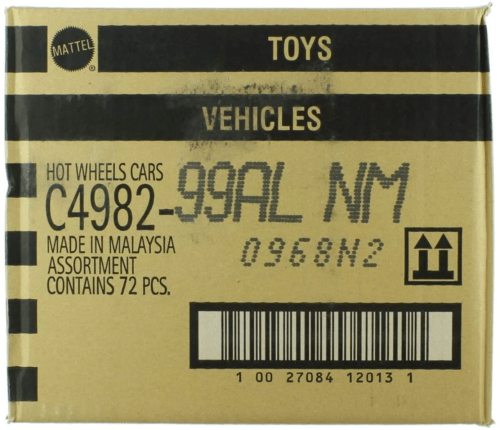 MATTEL
®
TOYS
VEHICLES
HOT WHEELS CARS
C4982-99AL NM
MADE IN MALAYSIA
0968N2
ASSORTMENT
CONTAINS 72 PCS.
1 00 27084 12013 1